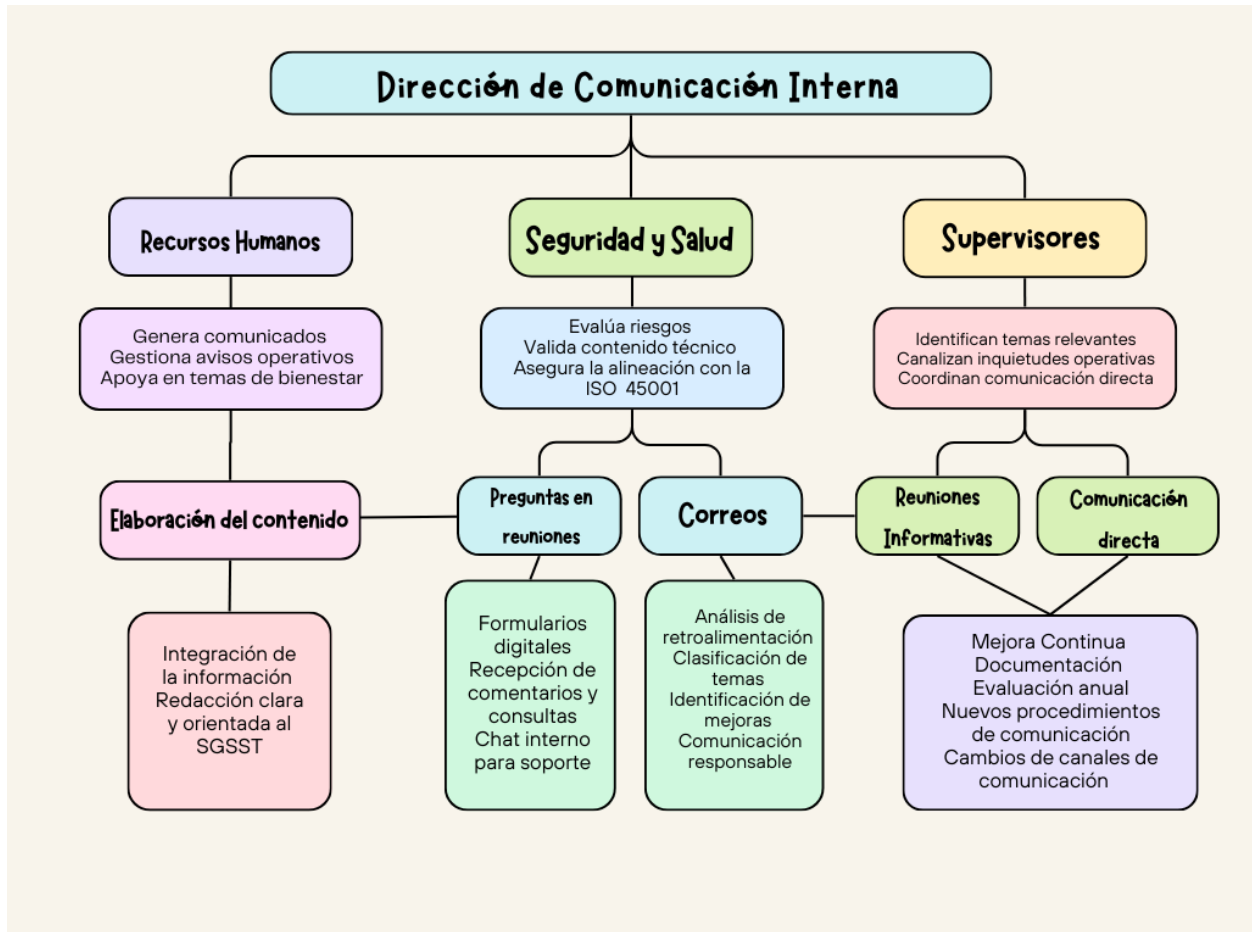 Dirección de Comunicación Interna
Recursos Humanos
Seguridad y Salud
Supervisores
Genera comunicados
Gestiona avisos operativos
Apoya en temas de bienestar
Evalúa riesgos
Valida contenido técnico
Asegura la alineación con la
ISO 45001
Identifican temas relevantes
Canalizan inquietudes operativas
Coordinan comunicación directa
Elaboración del contenido
Preguntas en
reuniones
Correos
Reuniones
Informativas
Comunicación
directa
Integración de
la información
Redacción clara
y orientada al
SGSST
Formularios
digitales
Recepción de
comentarios y
consultas
Chat interno
para soporte
Análisis de
retroalimentación
Clasificación de
temas
Identificación de
mejoras
Comunicación
responsable
Mejora Continua
Documentación
Evaluación anual
Nuevos procedimientos
de comunicación
Cambios de canales de
comunicación